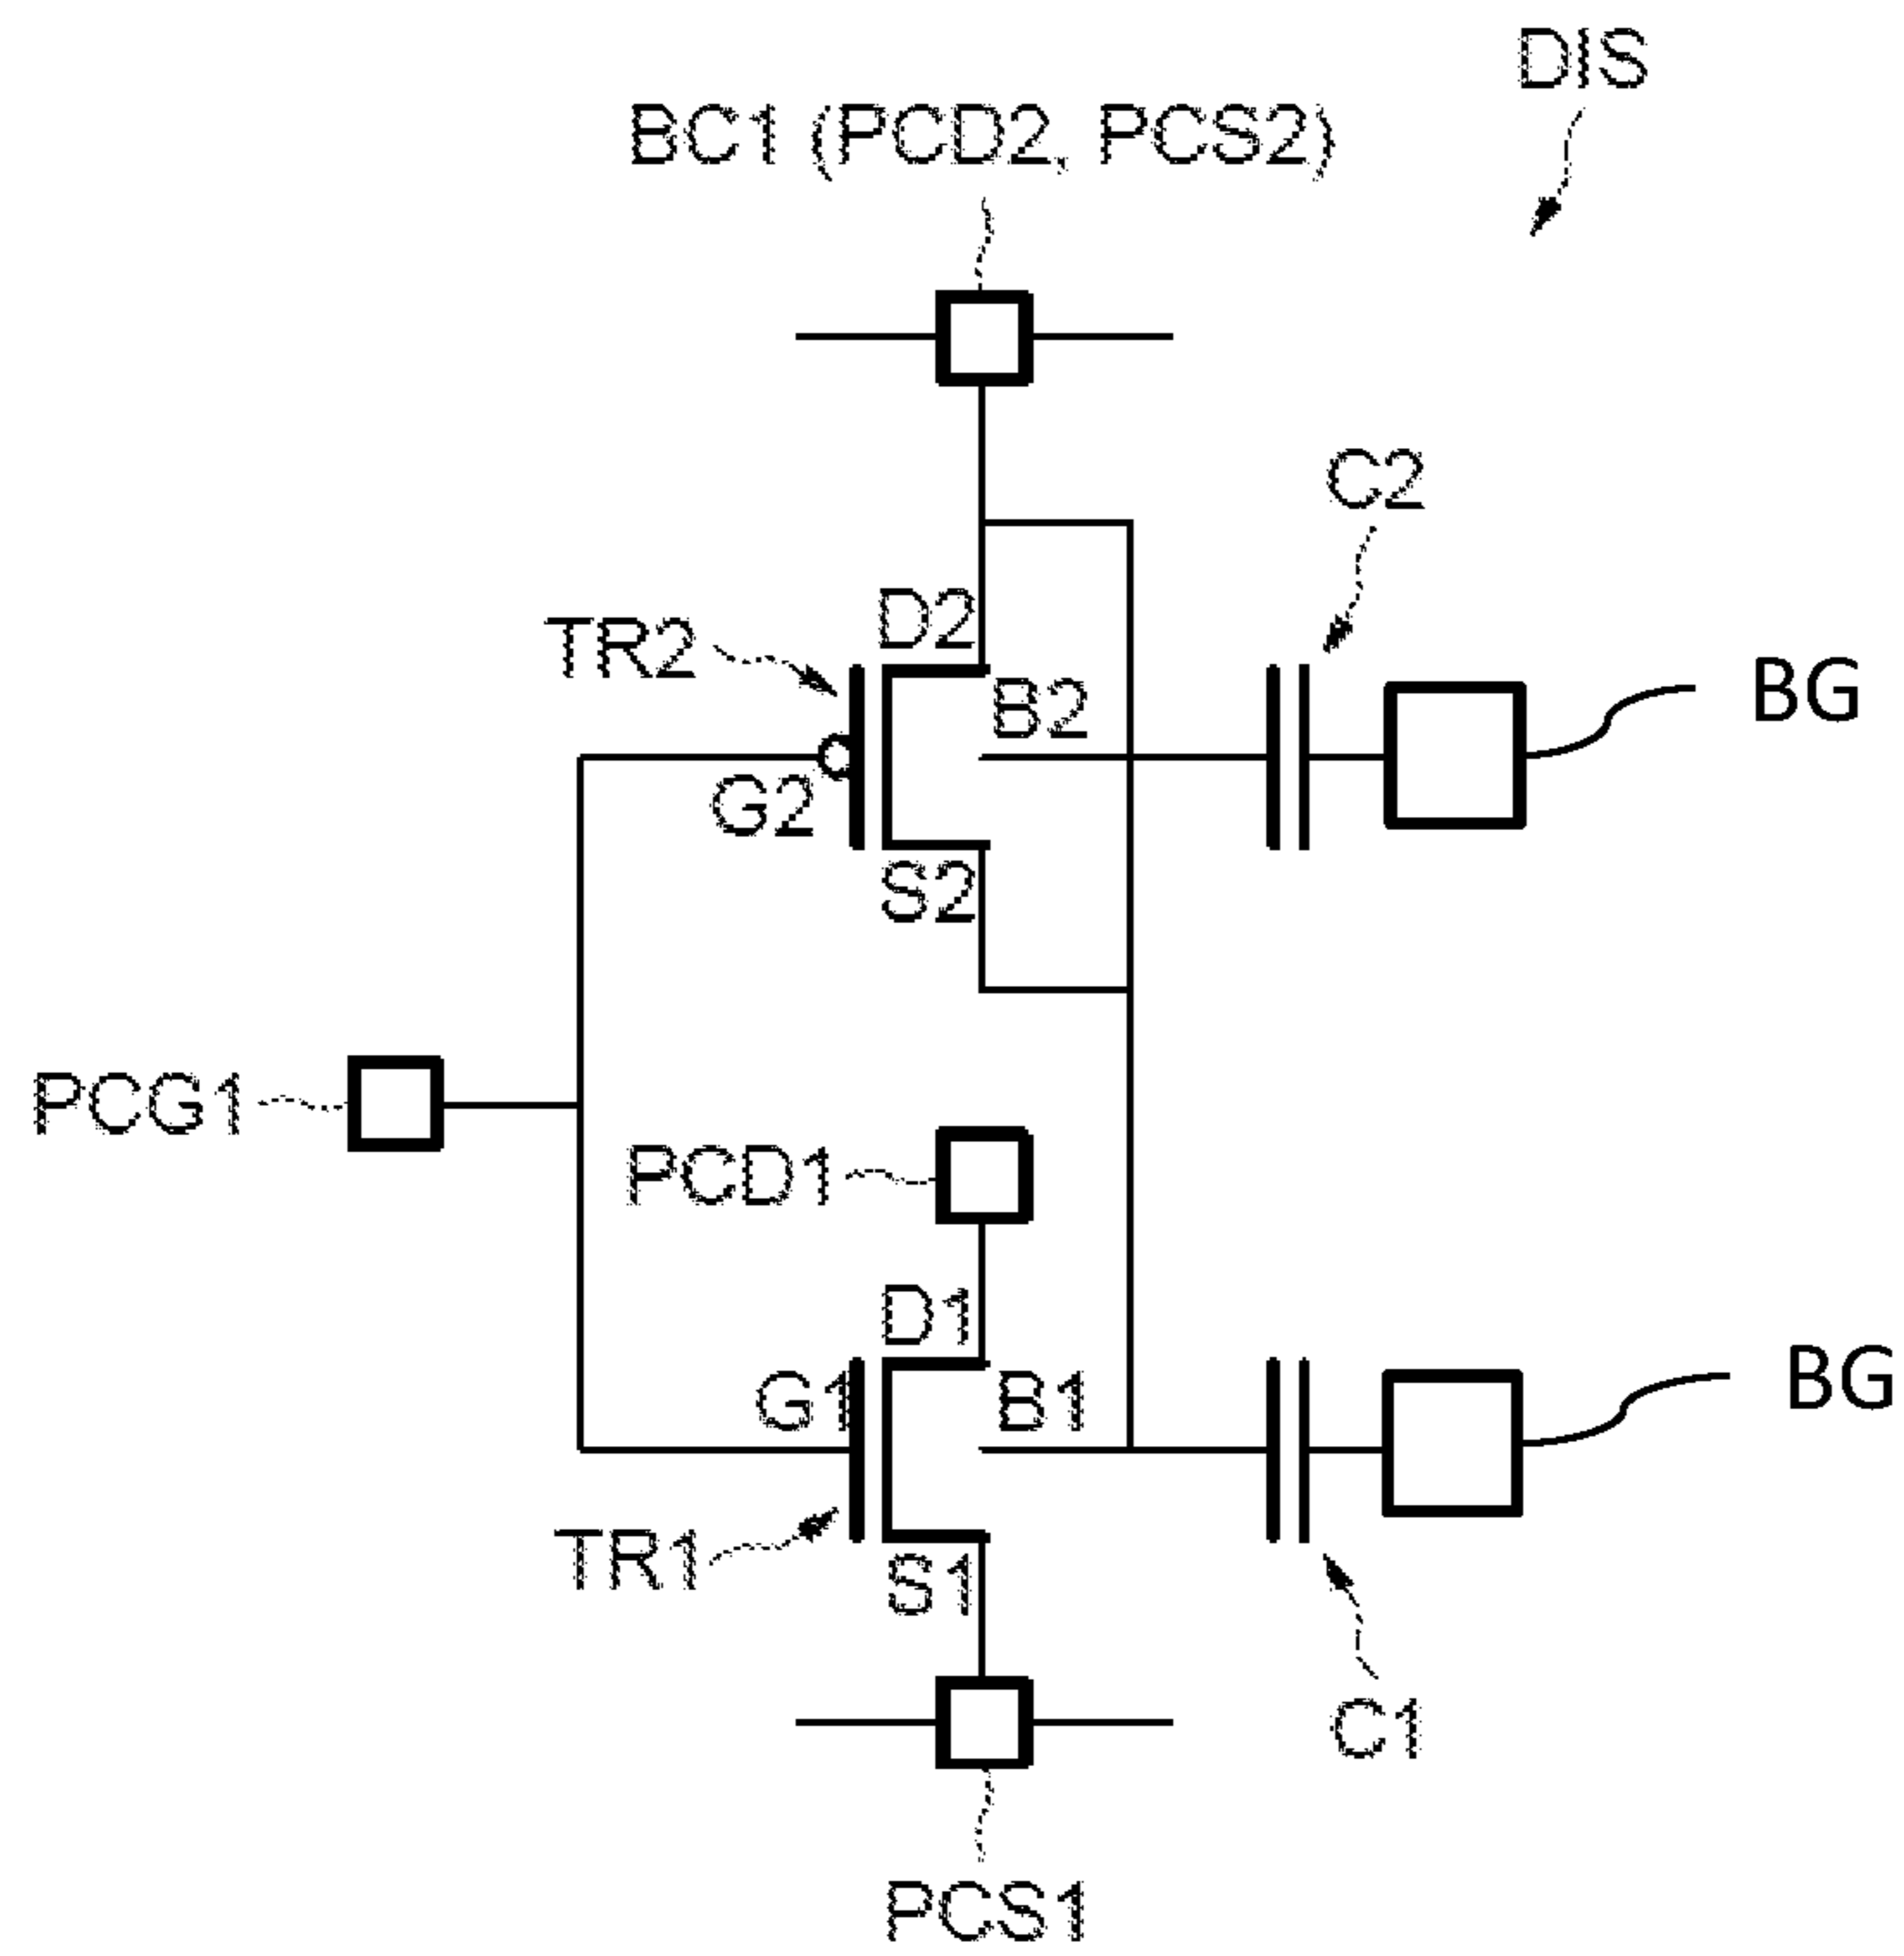 DIS
BC1 (PCD2, PCS2)
C2
D2
TR2
B2
BG
G2
S2
PCG1
PCD1
D1
G1
B1
BG
TR1
S1
C1
PCS1